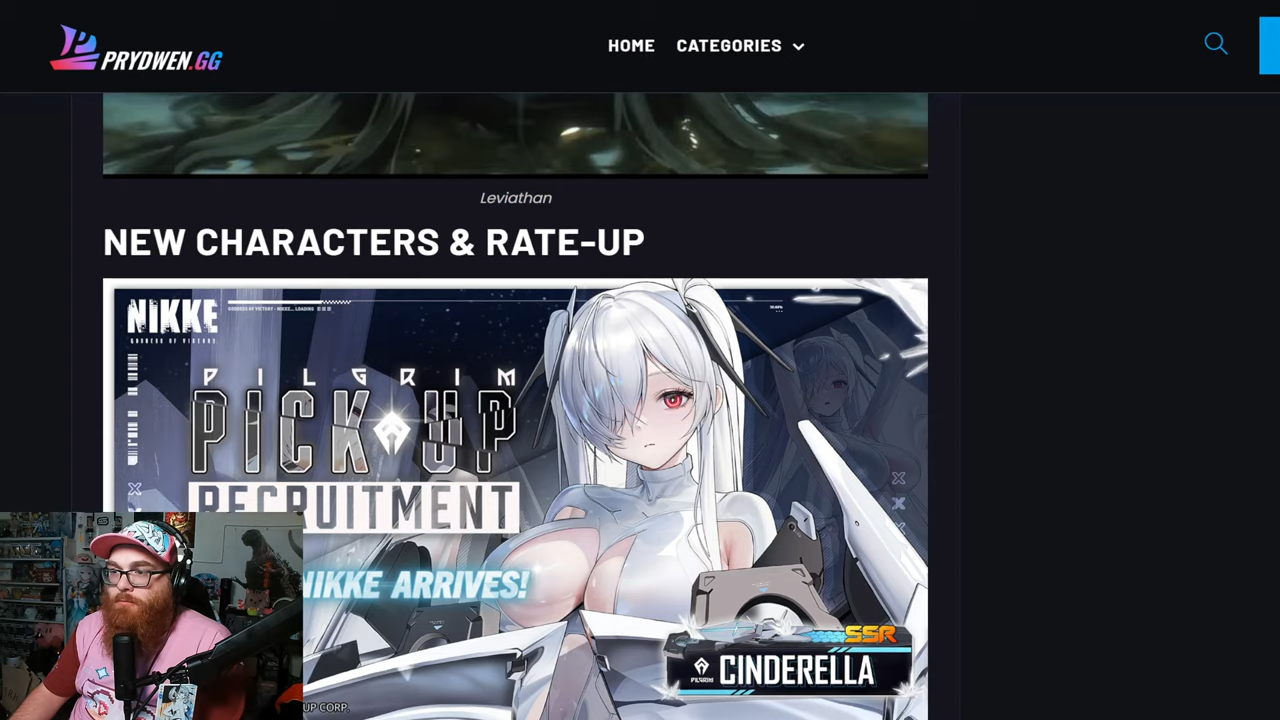 PRYDWEN.GG
HOME
CATEGORIES
Leviathan
NEW CHARACTERS & RATE-UP
NIKKE
GODDESS OF VICTORY
PILGRIM
PICK UP
RECRUITMENT
NIKKE ARRIVES!
SSR
PILGRIM
CINDERELLA
UP CORP.